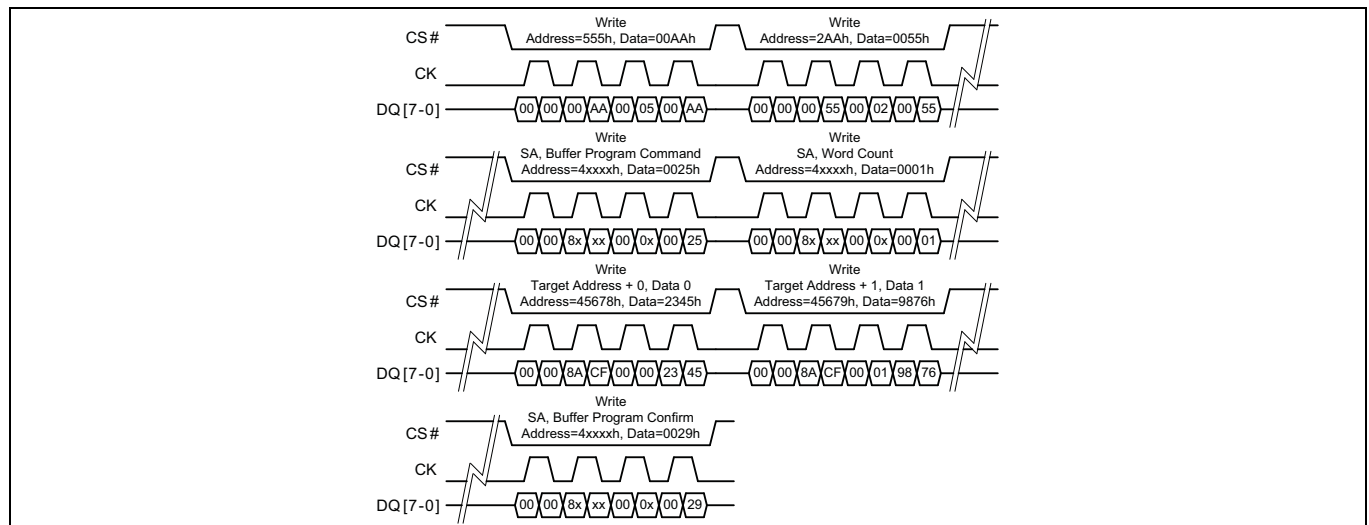 Write
Address=555h, Data=00AAh
Write
Address=2AAh, Data=0055h
CS#
CK
DQ[7-0]
00 00 00 AA 00 05 00 AA
00 00 00 55 00 02 00 55
Write
SA, Buffer Program Command
Address=4xxxxh, Data=0025h
Write
SA, Word Count
Address=4xxxxh, Data=0001h
CS#
CK
DQ[7-0]
00 00 8x xx 00 0x 00 25
00 00 8x xx 00 0x 00 01
Write
Target Address + 0, Data 0
Address=45678h, Data=2345h
Write
Target Address + 1, Data 1
Address=45679h, Data=9876h
CS#
CK
DQ[7-0]
00 00 8A CF 00 00 23 45
00 00 8A CF 00 01 98 76
Write
SA, Buffer Program Confirm
Address=4xxxxh, Data=0029h
CS#
CK
DQ[7-0]
00 00 8x xx 00 0x 00 29